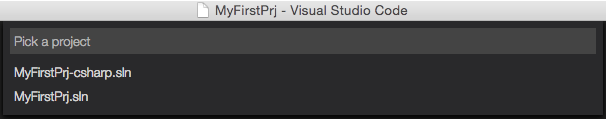 MyFirstPrj - Visual Studio Code
Pick a project
MyFirstPrj-csharp.sln
MyFirstPrj.sln